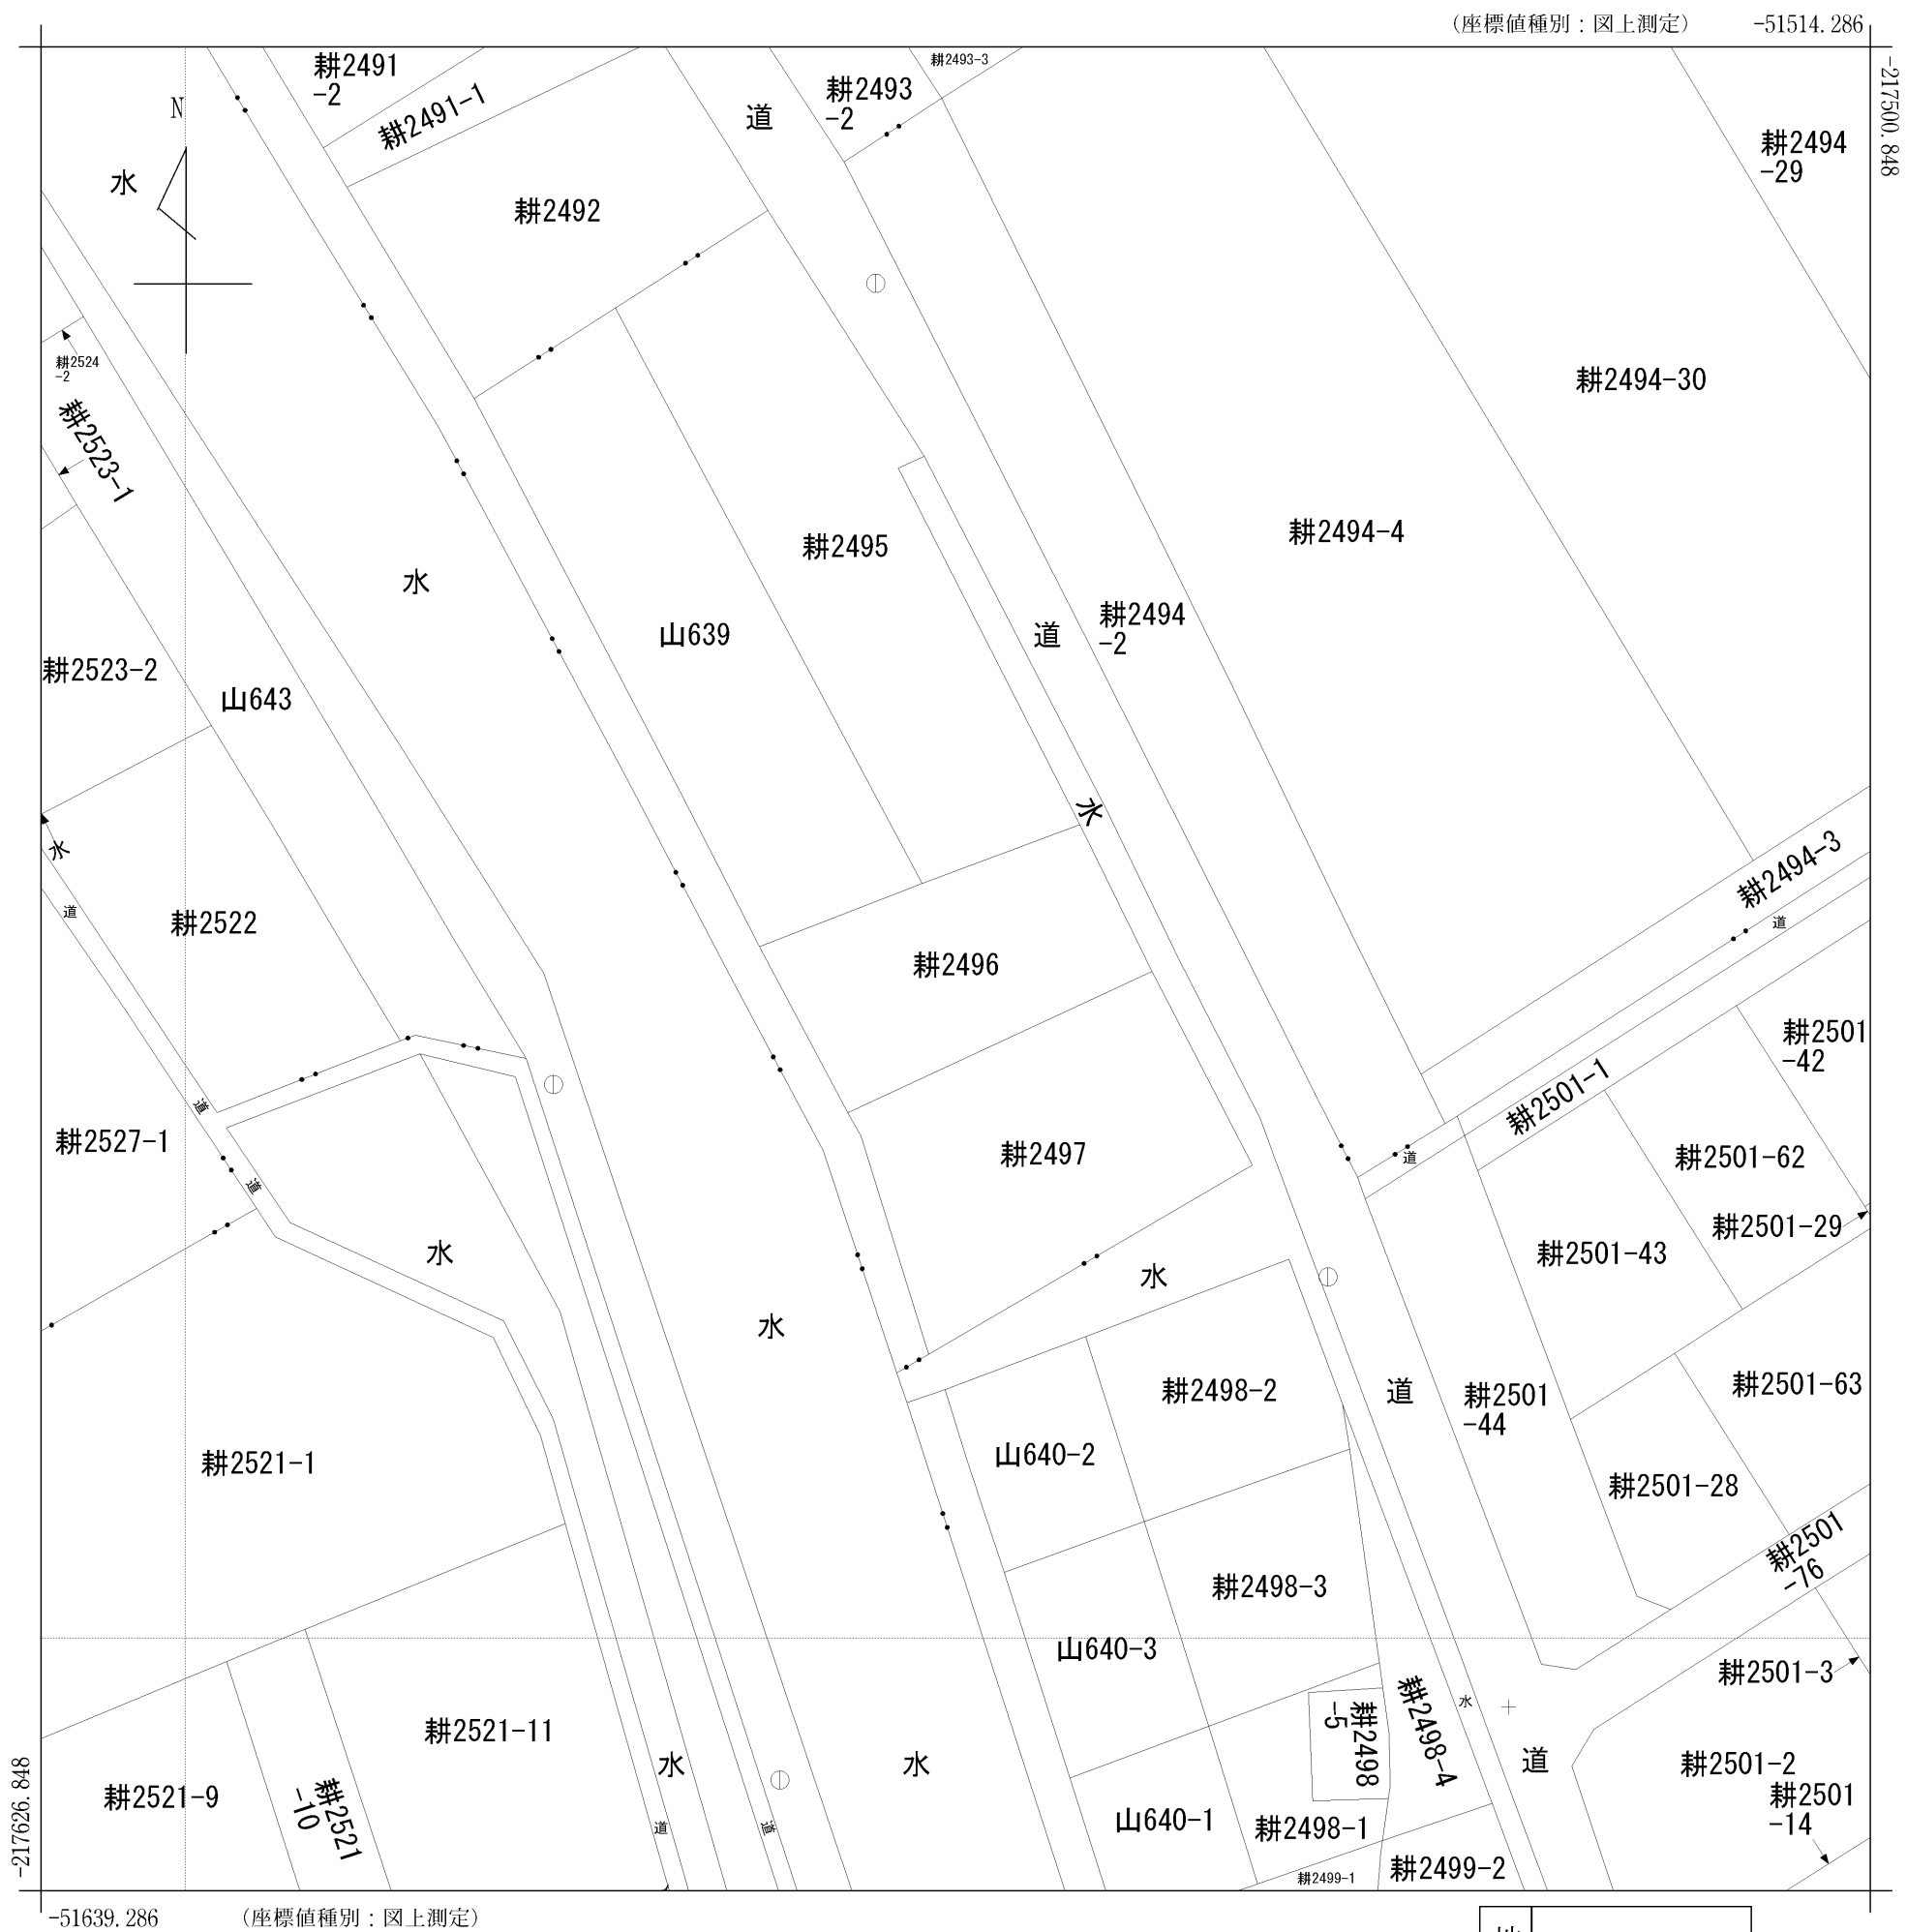 （座標値種別：図上測定） -51514.286
-217500.848
N
耕2491
-2
耕2491-1
道
耕2493
-2
耕2493-3
耕2494
-29
水
耕2492
耕2524
-2
耕2523-1
耕2494-30
耕2494-4
耕2495
水
耕2494
-2
道
山639
耕2523-2
山643
水
水
道
耕2522
耕2494-3
道
耕2496
耕2501
-42
耕2501-1
道
耕2527-1
耕2497
道
耕2501-62
道
耕2501-29
水
耕2501-43
水
水
耕2498-2
道
耕2501
-44
耕2501-63
山640-2
耕2521-1
耕2501-28
耕2501
-76
耕2498-3
山640-3
耕2501-3
耕2498-4
水
耕2498
-5
耕2521-11
水
水
道
耕2501-2
耕2501
-14
耕2521-9
耕2521
-10
道
道
山640-1
耕2498-1
耕2499-1
耕2499-2
-217626.848
-51639.286 （座標値種別：図上測定）